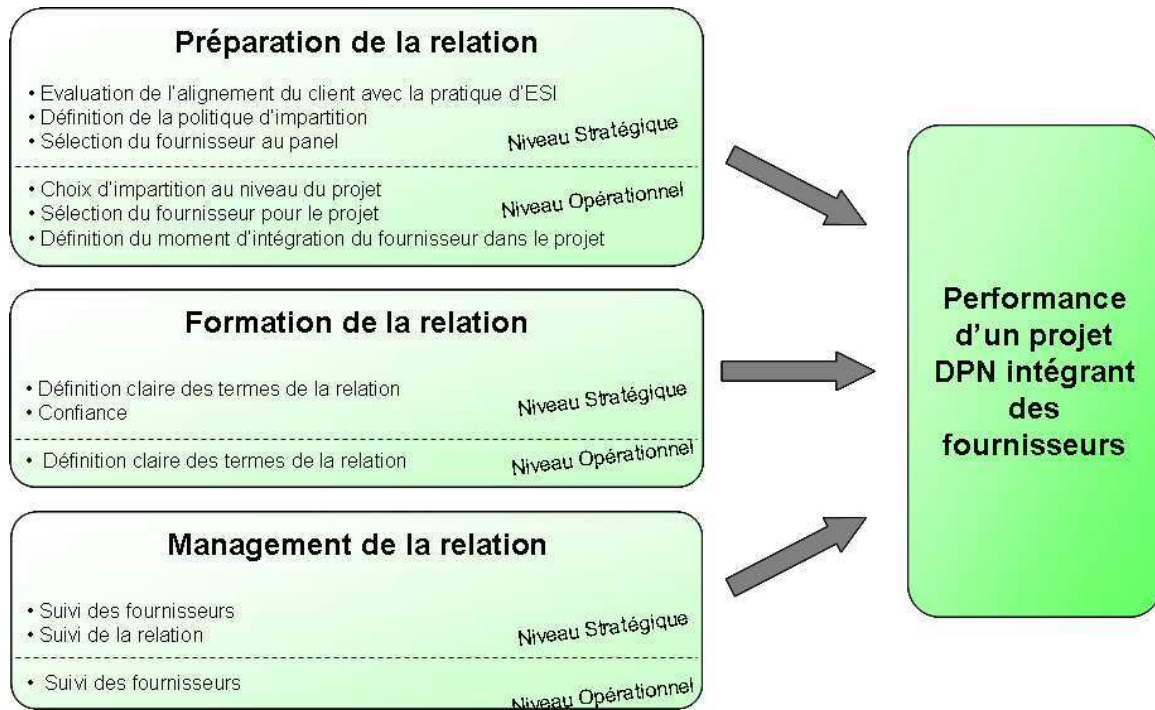 Préparation de la relation
• Evaluation de l'alignement du client avec la pratique d'ESI
• Définition de la politique d'impartition
• Sélection du fournisseur au panel
Niveau Stratégique
• Choix d'impartition au niveau du projet
• Sélection du fournisseur pour le projet
• Définition du moment d'intégration du fournisseur dans le projet
Niveau Opérationnel
Formation de la relation
• Définition claire des termes de la relation
• Confiance
Niveau Stratégique
• Définition claire des termes de la relation
Niveau Opérationnel
Management de la relation
• Suivi des fournisseurs
• Suivi de la relation
Niveau Stratégique
• Suivi des fournisseurs
Niveau Opérationnel
Performance
d'un projet
DPN intégrant
des
fournisseurs